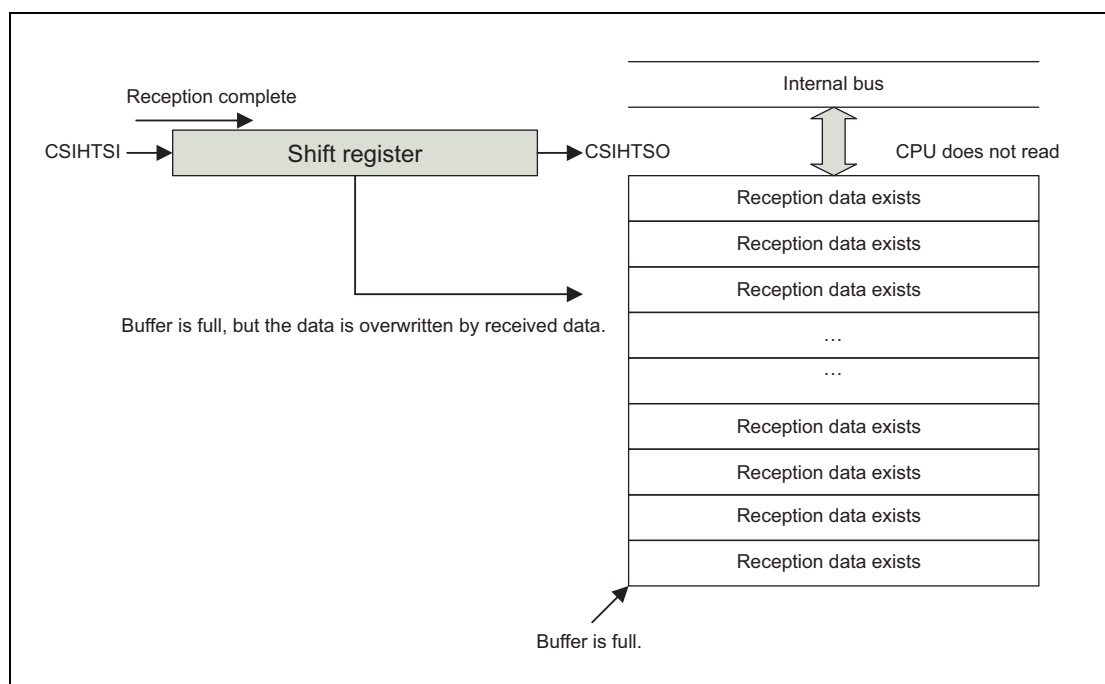 Internal bus
Reception complete
CSIHTSI
Shift register
CSIHTSO
CPU does not read
Reception data exists
Reception data exists
Reception data exists
Buffer is full, but the data is overwritten by received data.
...
...
Reception data exists
Reception data exists
Reception data exists
Reception data exists
Buffer is full.